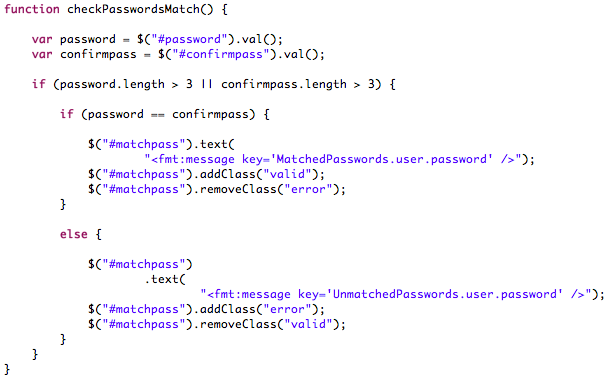 function checkPasswordsMatch() {
var password = $("#password").val();
var confirmpass = $("#confirmpass").val();
if (password.length > 3 || confirmpass.length > 3) {
if (password == confirmpass) {
$("#matchpass").text(
"<fmt:message key='MatchedPasswords.user.password' />");
$("#matchpass").addClass("valid");
$("#matchpass").removeClass("error");
}
else {
$("#matchpass")
.text(
"<fmt:message key='UnmatchedPasswords.user.password' />");
$("#matchpass").addClass("error");
$("#matchpass").removeClass("valid");
}
}
}